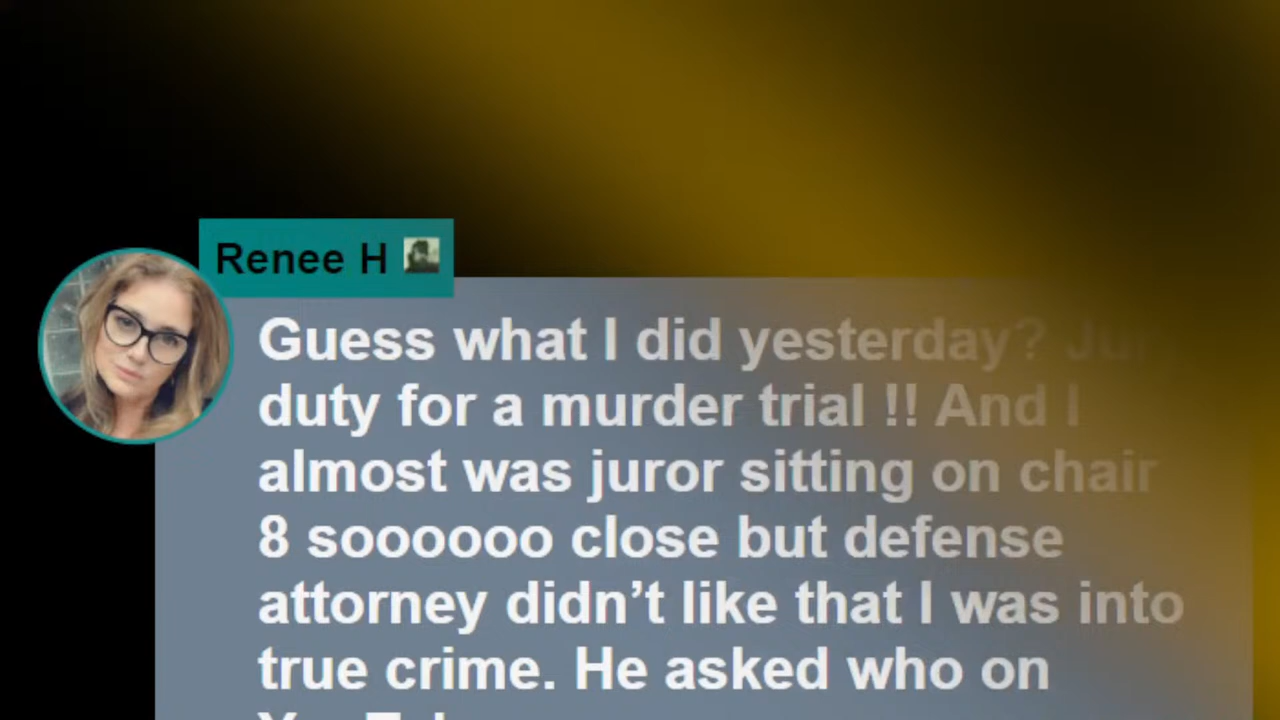 Renee H
Guess what I did yesterday?
duty for a murder trial !! And I
almost was juror sitting on chair
8 soooooo close but defense
attorney didn’t like that I was into
true crime. He asked who on